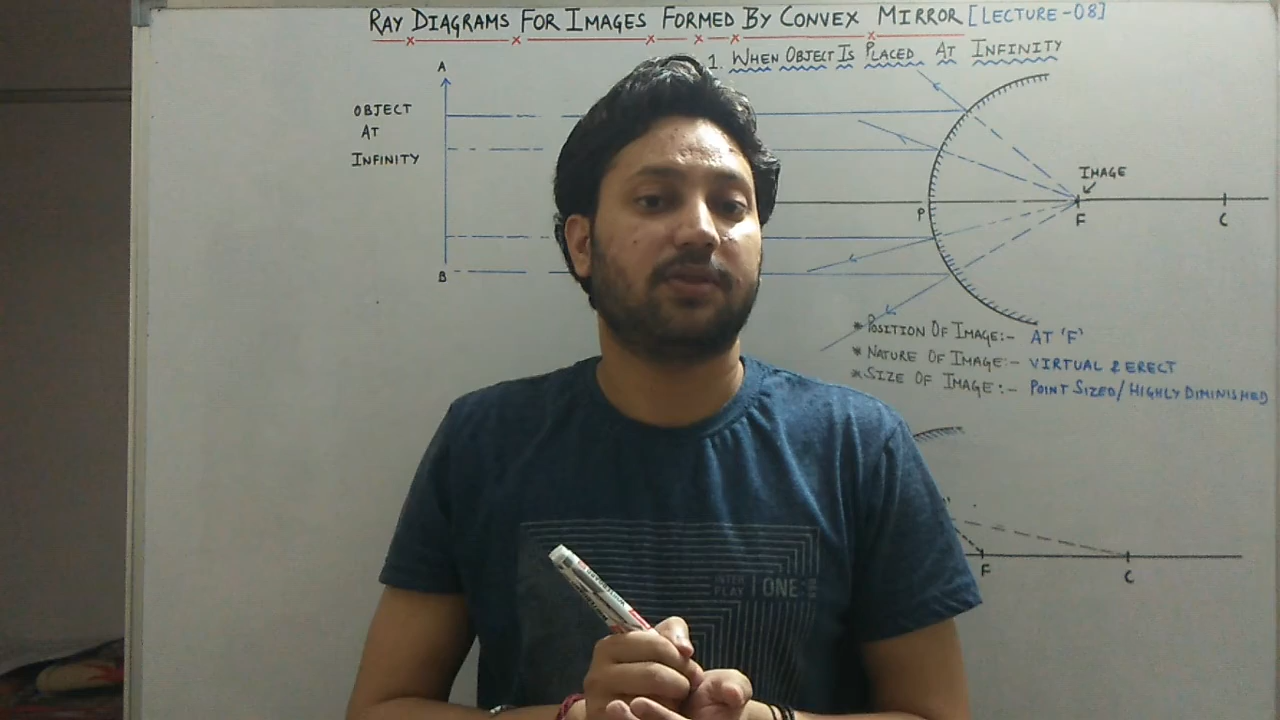 RAY DIAGRAMS FOR IMAGES FORMED BY CONVEX MIRROR [LECTURE-08]
1. WHEN OBJECT IS PLACED AT INFINITY
A
OBJECT
AT
INFINITY
B
IMAGE
P
F
C
* POSITION OF IMAGE:- AT 'F'
* NATURE OF IMAGE:- VIRTUAL & ERECT
* SIZE OF IMAGE:- POINT SIZED/HIGHLY DIMINISHED
F
C
INTER
PLAY
ONE: